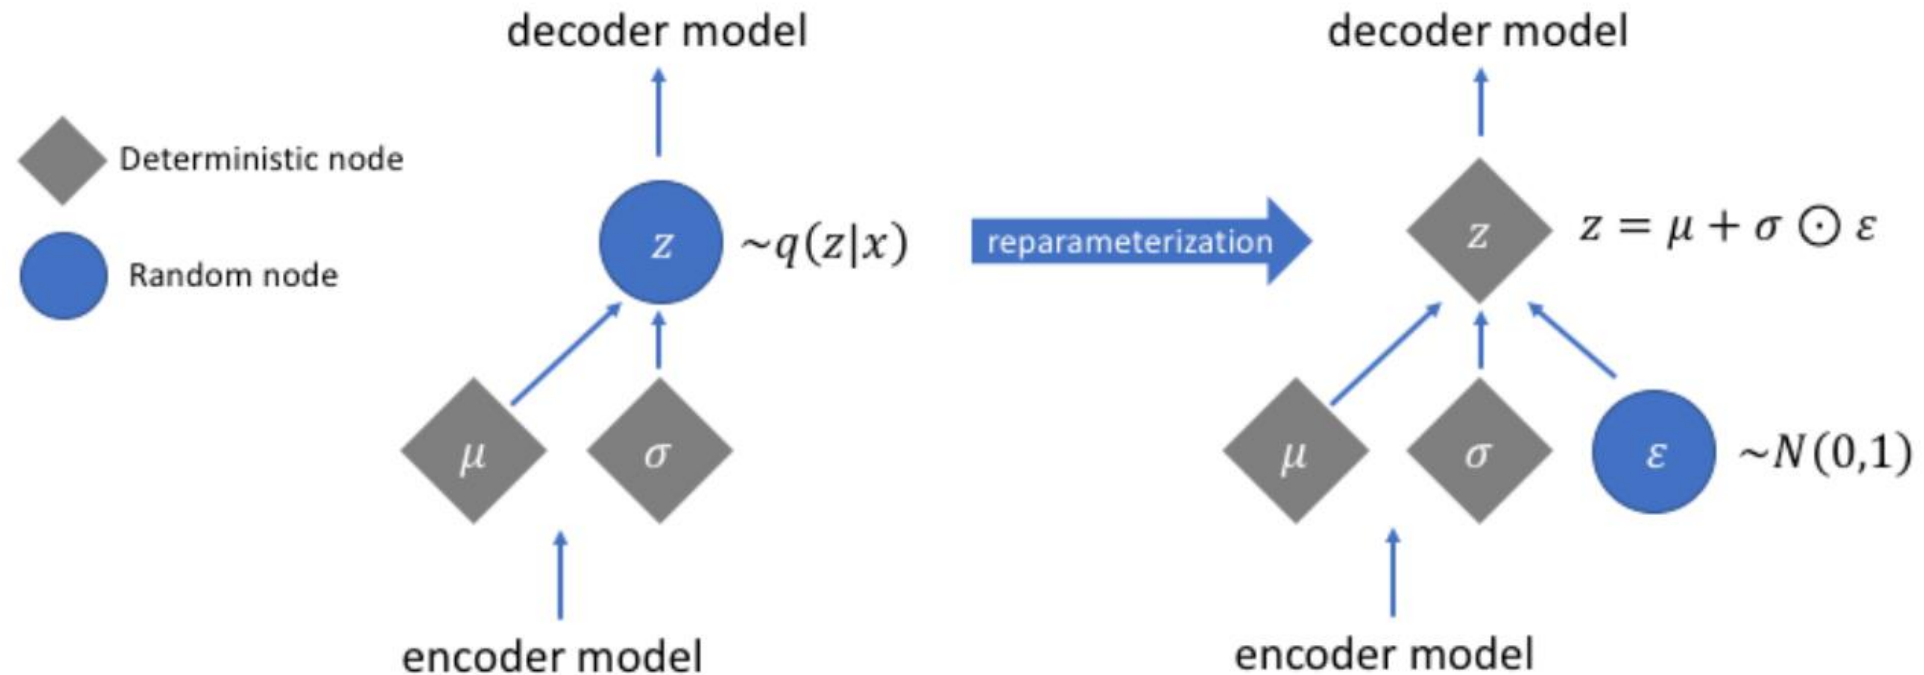 decoder model
decoder model
Deterministic node
Random node
z ~q(z|x)
reparameterization
z z = μ + σ ⊙ ε
μ σ
μ σ ε ~N(0,1)
encoder model
encoder model